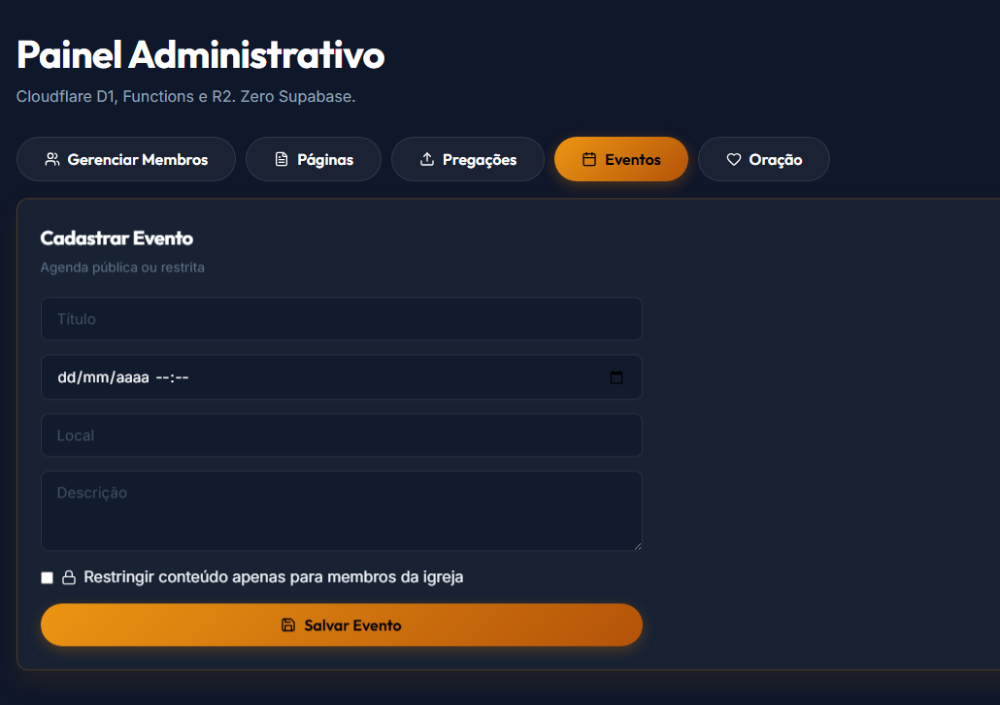 Painel Administrativo
Cloudflare D1, Functions e R2. Zero Supabase.
Gerenciar Membros Páginas Pregações Eventos Oração
Cadastrar Evento
Agenda pública ou restrita
Título
dd/mm/aaaa --:--
Local
Descrição
Restringir conteúdo apenas para membros da igreja
Salvar Evento